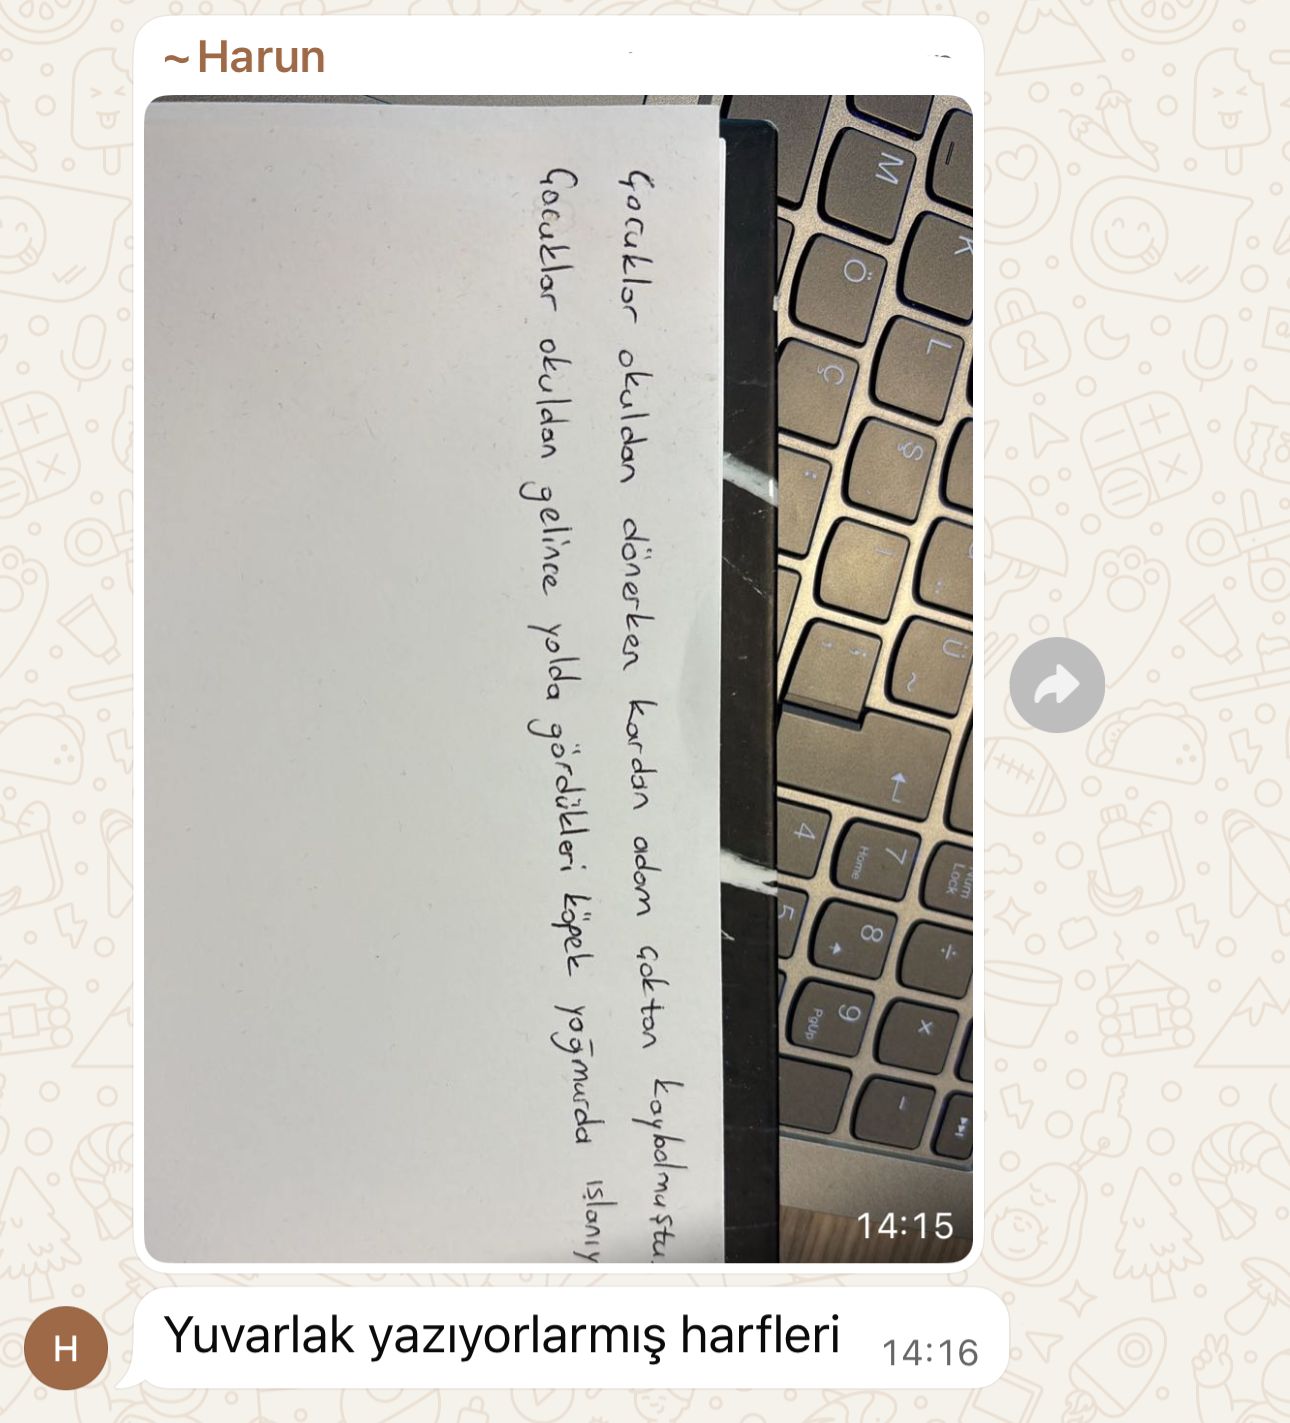 ~ Harun
Çocuklar okuldan dönerken kardan adam çoktan kaybolmuştu.
Çocuklar okuldan gelince yolda gördükleri köpek yağmurda ıslanıy
M
K
Ö
L
Ç
Ş
:
.
İ
Ü
~
;
,
4
7
Home
Num
Lock
5
8
÷
9
PgUp
x
-
14:15
H
Yuvarlak yazıyorlarmış harfleri
14:16